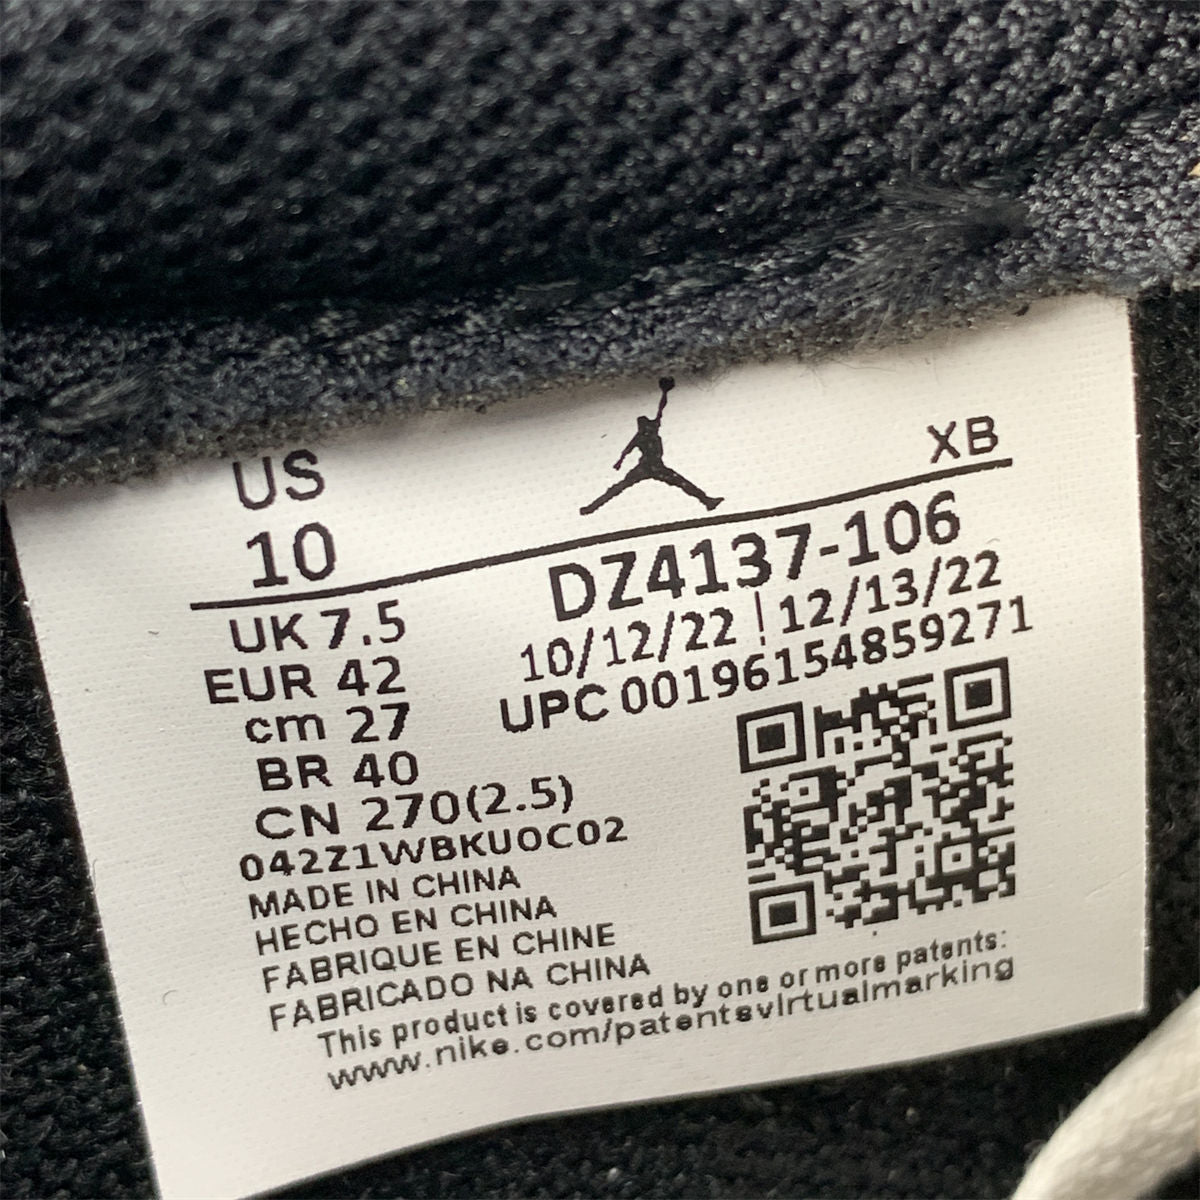 US
10
XB
UK 7.5
EUR 42
cm 27
BR 40
CN 270(2.5)
DZ4137-106
10/12/22 | 12/13/22
UPC 00196154859271
042Z1WBKU0C02
MADE IN CHINA
HECHO EN CHINA
FABRIQUE EN CHINE
FABRICADO NA CHINA
This product is covered by one or more patents:
www.nike.com/patentsvirtualmarking